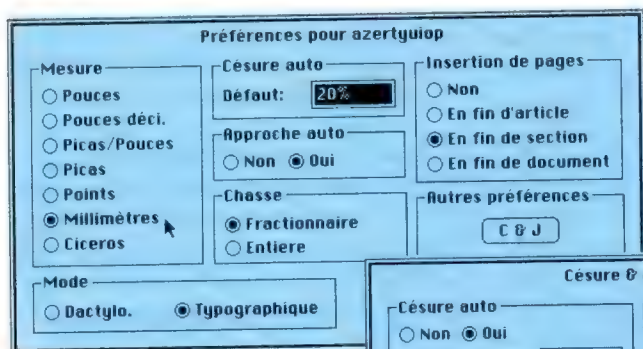 Préférences pour azertyuiop
Mesure
Pouces
Pouces déci.
Picas/Pouces
Picas
Points
Millimètres
Ciceros
Césure auto
Défaut: 20%
Approche auto
Non Oui
Chasse
Fractionnaire
Entiere
Insertion de pages
Non
En fin d'article
En fin de section
En fin de document
Autres préférences
C & J
Mode
Dactylo. Typographique
Césure &
Césure auto
Non Oui